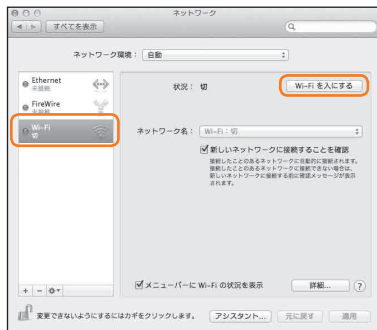 ネットワーク
すべてを表示
ネットワーク環境： 自動
Ethernet
未接続
FireWire
未接続
Wi-Fi
切
状況： 切
Wi-Fi を入にする
ネットワーク名： Wi-Fi：切
新しいネットワークに接続することを確認
接続したことのあるネットワークに自動的に接続されます。
接続したことのあるネットワークに接続できない場合は、
新しいネットワークに接続する前に確認メッセージが表示
されます。
メニューバーに Wi-Fi の状況を表示
詳細...
?
変更できないようにするにはカギをクリックします。
アシスタント...
元に戻す
適用